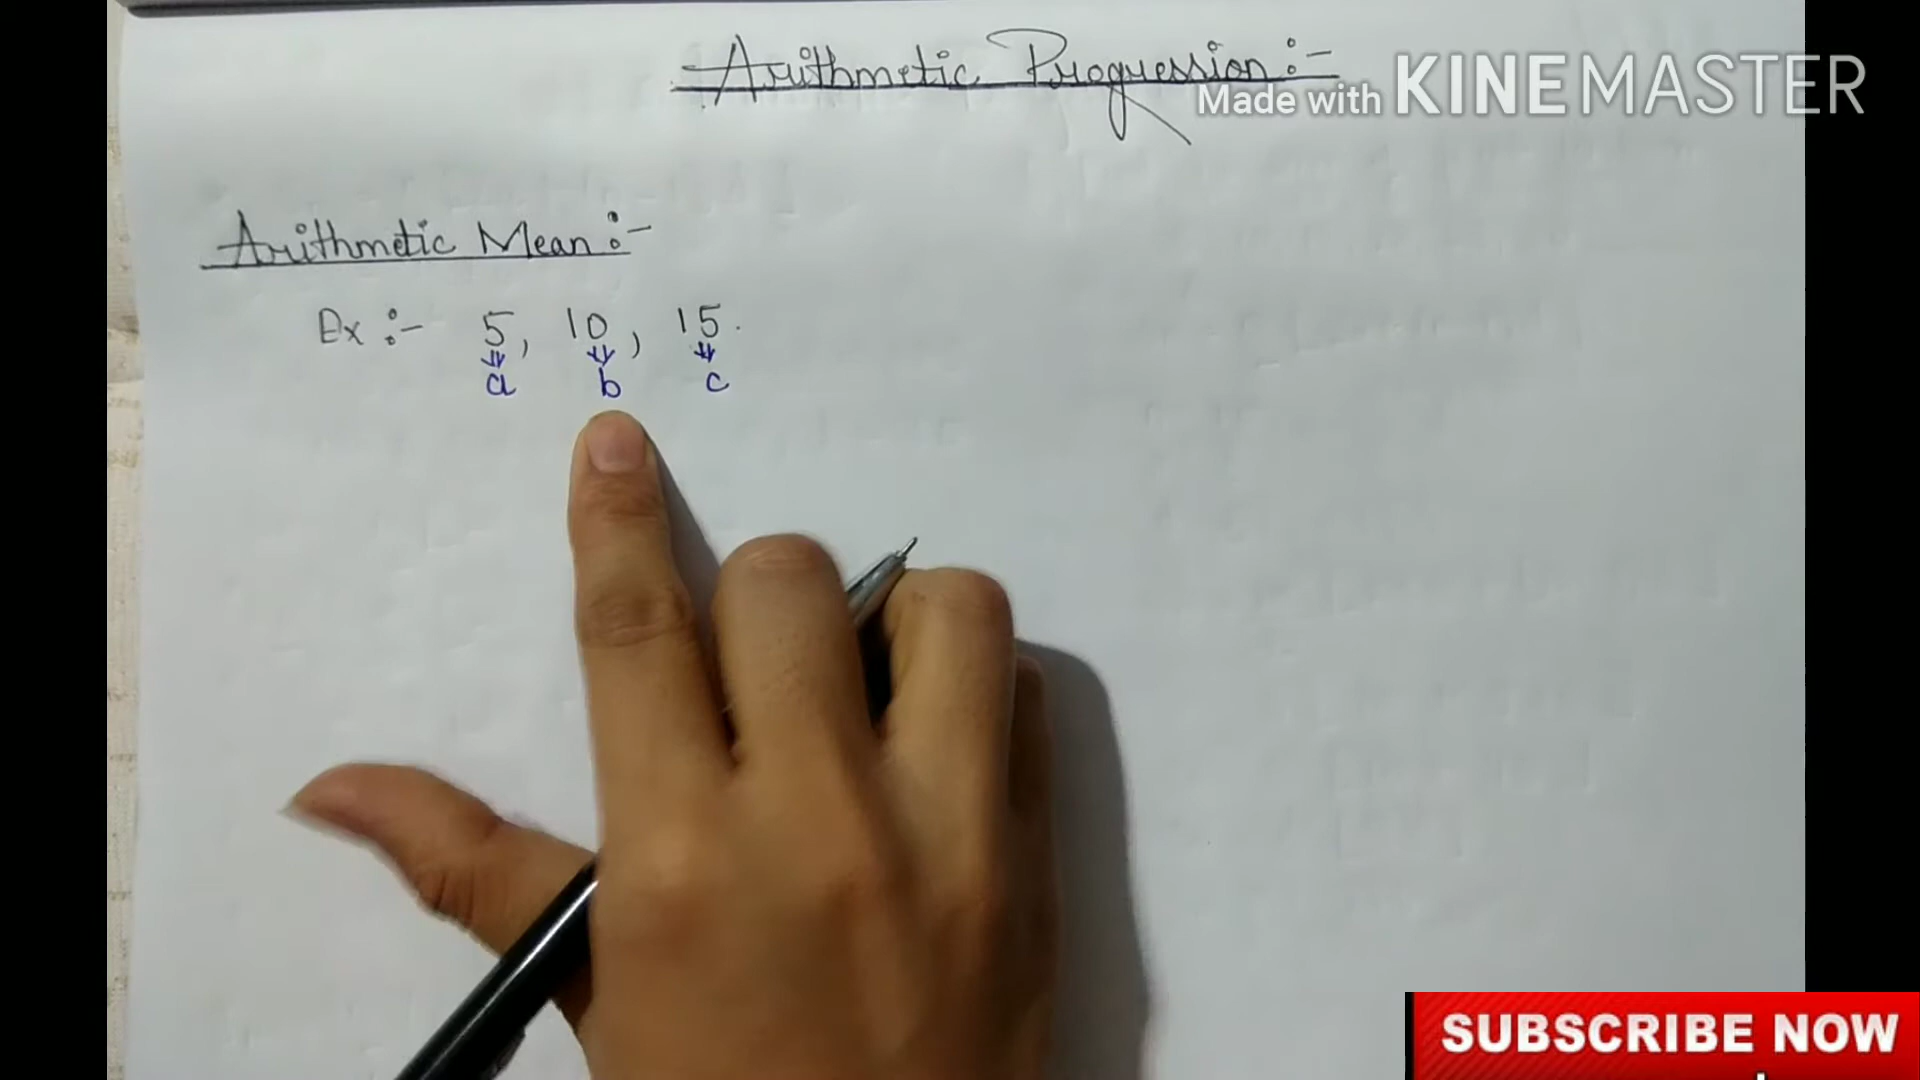 Arithmetic Progression :-
Made with KINEMASTER
Arithmetic Mean :-
Ex :- 5, 10, 15.
a b c
SUBSCRIBE NOW